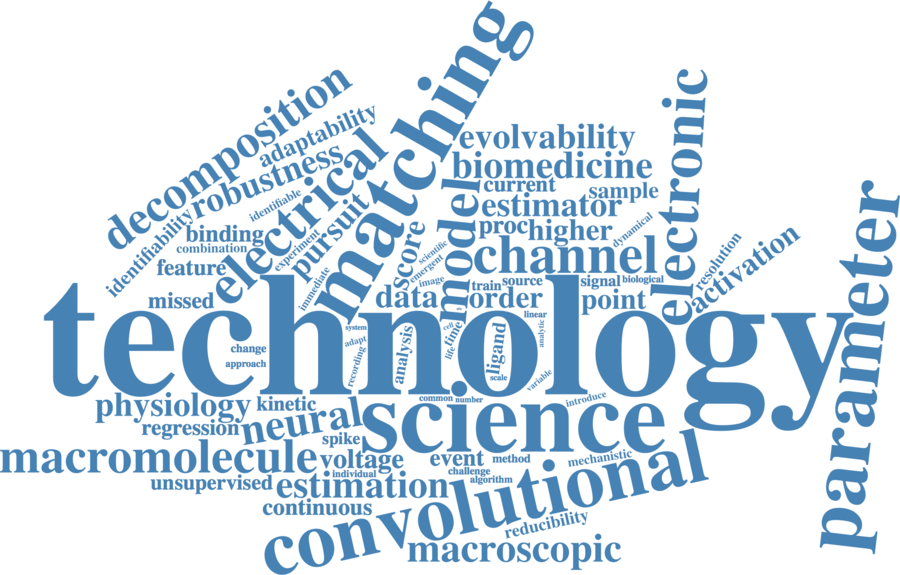 matching
decomposition
adaptability
electronic
evolvability
robustness
electrical
biomedicine
current
sample
identifiable
model
estimator
parameter
identifiability
pursuit
binding
proc
higher
dynamical
combination
experiment
score
scientific
channel
resolution
activation
feature
emergent
immediate
image
train
source
signal
biological
missed
data
order
point
technology
linear
system
cell
time
analytic
adapt
analysis
ligand
change
life
approach
recording
scale
variable
physiology
kinetic
common
number
introduce
science
regression
neural
spike
macromolecule
voltage
event
method
mechanistic
individual
challenge
algorithm
unsupervised
estimation
convolutional
continuous
reducibility
macroscopic